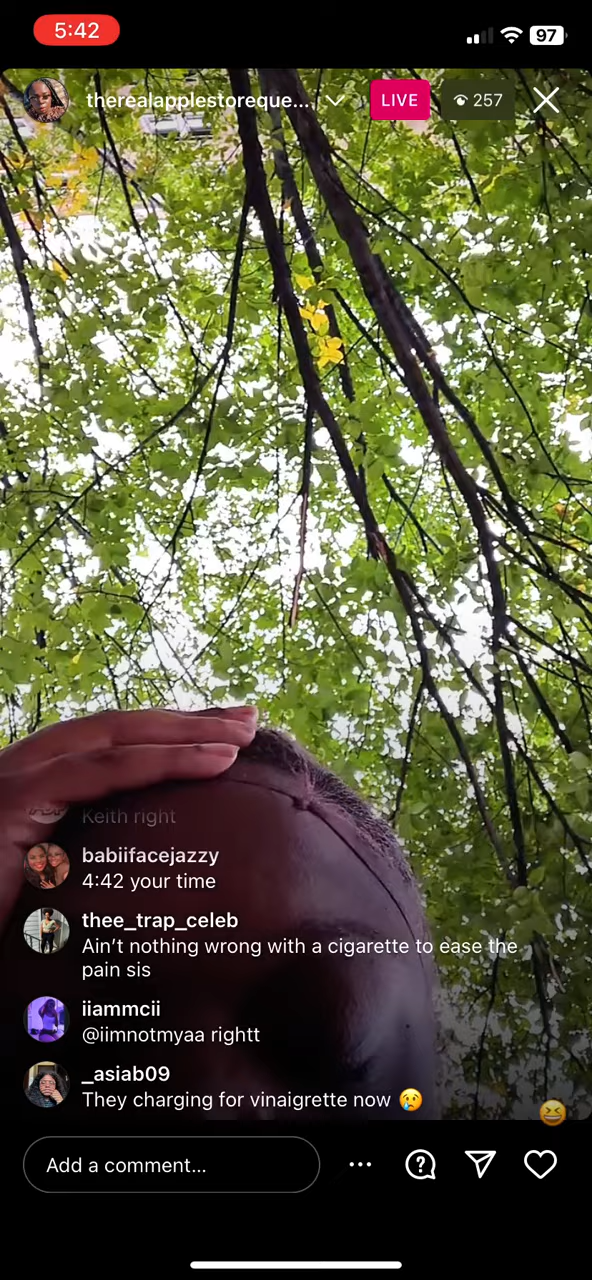 5:42
97
therealapplestoreque...
LIVE
257
Keith right
babiifacejazzy
4:42 your time
thee_trap_celeb
Ain't nothing wrong with a cigarette to ease the
pain sis
iiammcii
@iimnotmyaa rightt
_asiab09
They charging for vinaigrette now 😢
Add a comment...